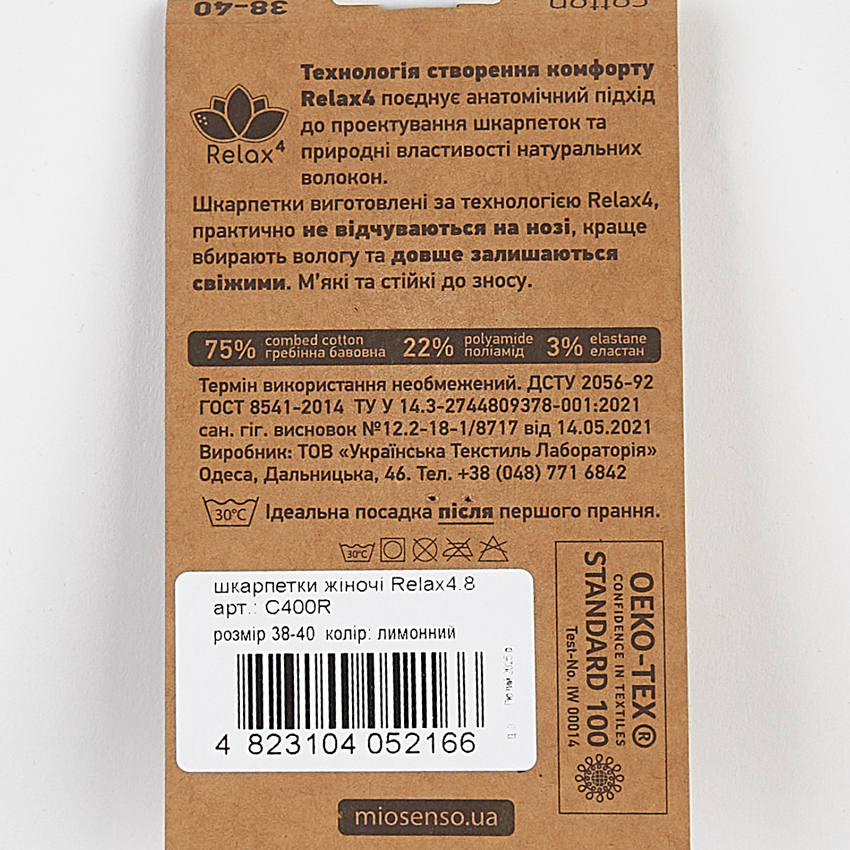 38-40
cotton
Технологія створення комфорту
Relax4 поєднує анатомічний підхід
до проектування шкарпеток та
природні властивості натуральних
волокон.
Relax4
Шкарпетки виготовлені за технологією Relax4,
практично не відчуваються на нозі, краще
вбирають вологу та довше залишаються
свіжими. М’які та стійкі до зносу.
75% combed cotton 22% polyamide 3% elastane
гребінна бавовна поліамід еластан
Термін використання необмежений. ДСТУ 2056-92
ГОСТ 8541-2014 ТУ У 14.3-2744809378-001:2021
сан. гіг. висновок №12.2-18-1/8717 від 14.05.2021
Виробник: ТОВ «Українська Текстиль Лабораторія»
Одеса, Дальницька, 46. Тел. +38 (048) 771 6842
30°C Ідеальна посадка після першого прання.
30°C
шкарпетки жіночі Relax4.8
арт.: C400R
розмір 38-40 колір: лимонний
4 823104 052166
OEKO-TEX®
CONFIDENCE IN TEXTILES
STANDARD 100
Test-No. IW 00014
miosenso.ua